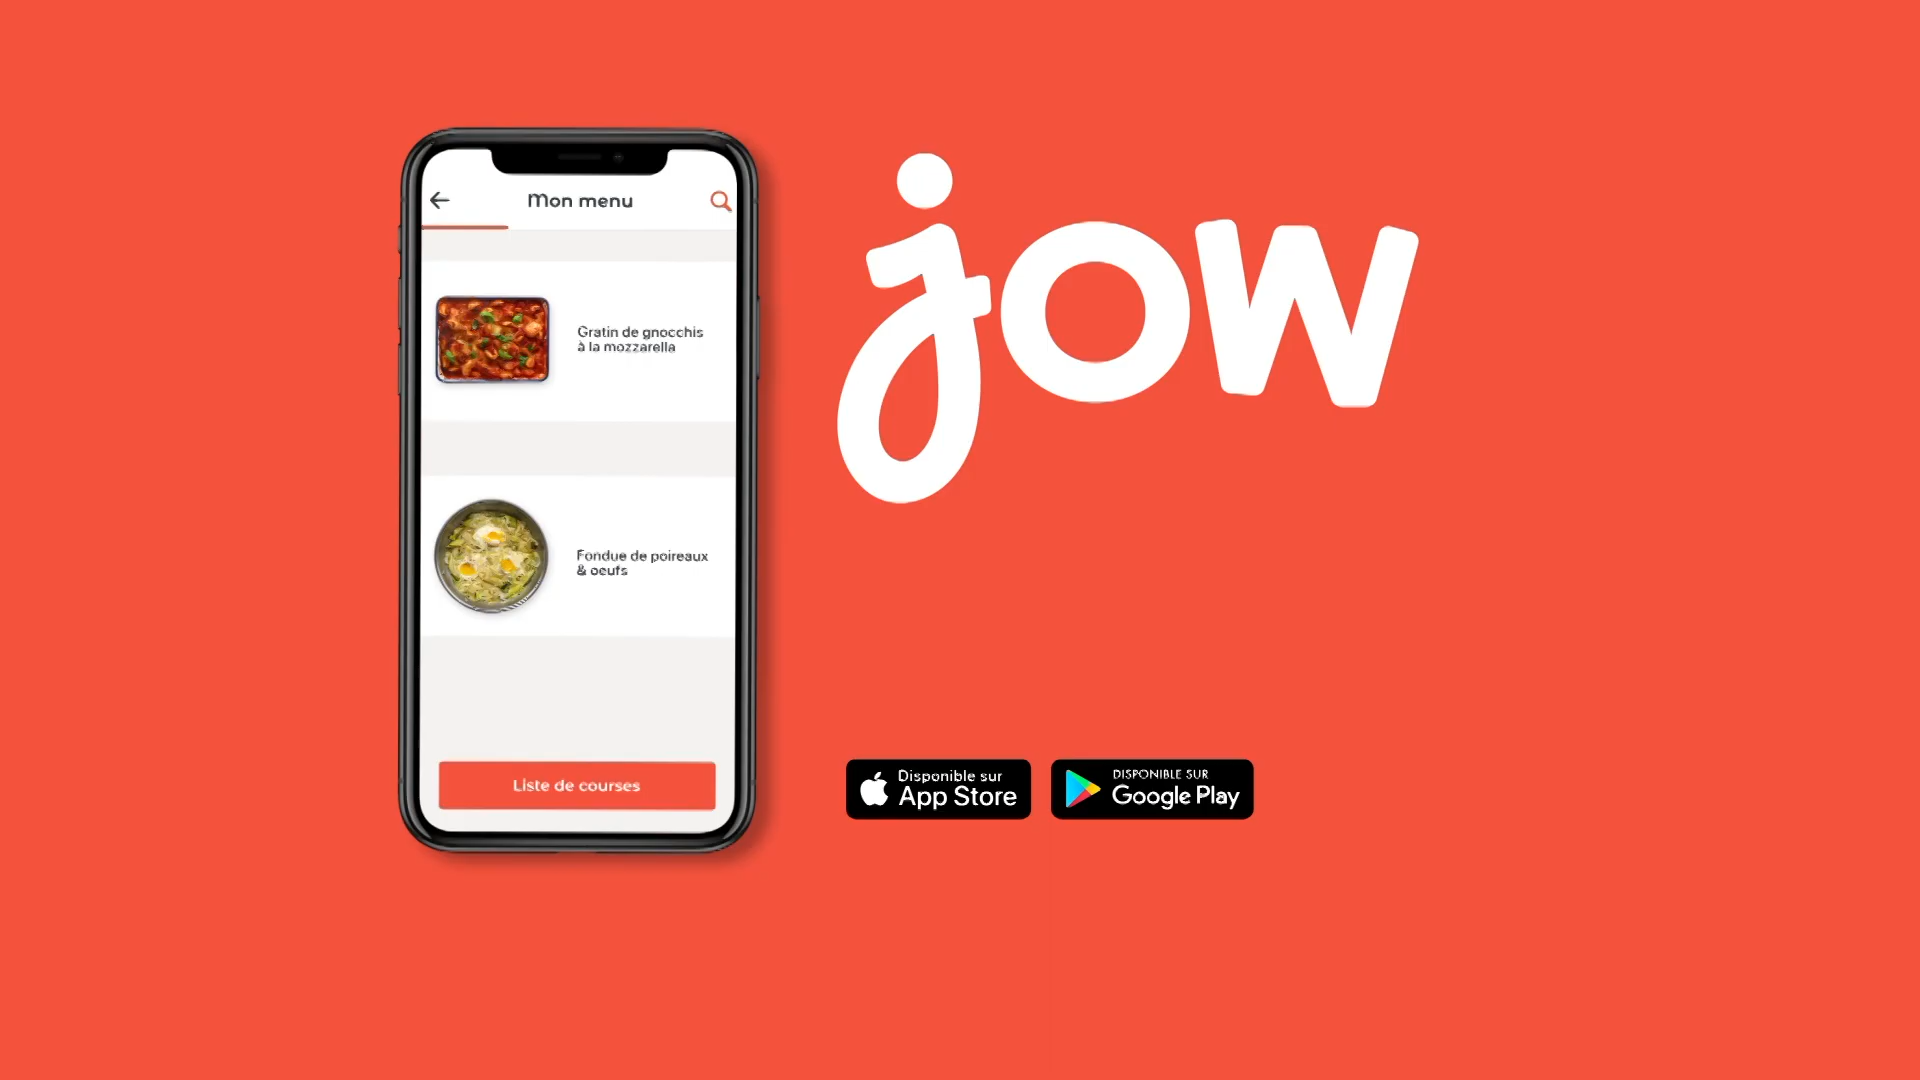 Mon menu
Gratin de gnocchis
à la mozzarella
Fondue de poireaux
& oeufs
Liste de courses
jow
Disponible sur
App Store
DISPONIBLE SUR
Google Play